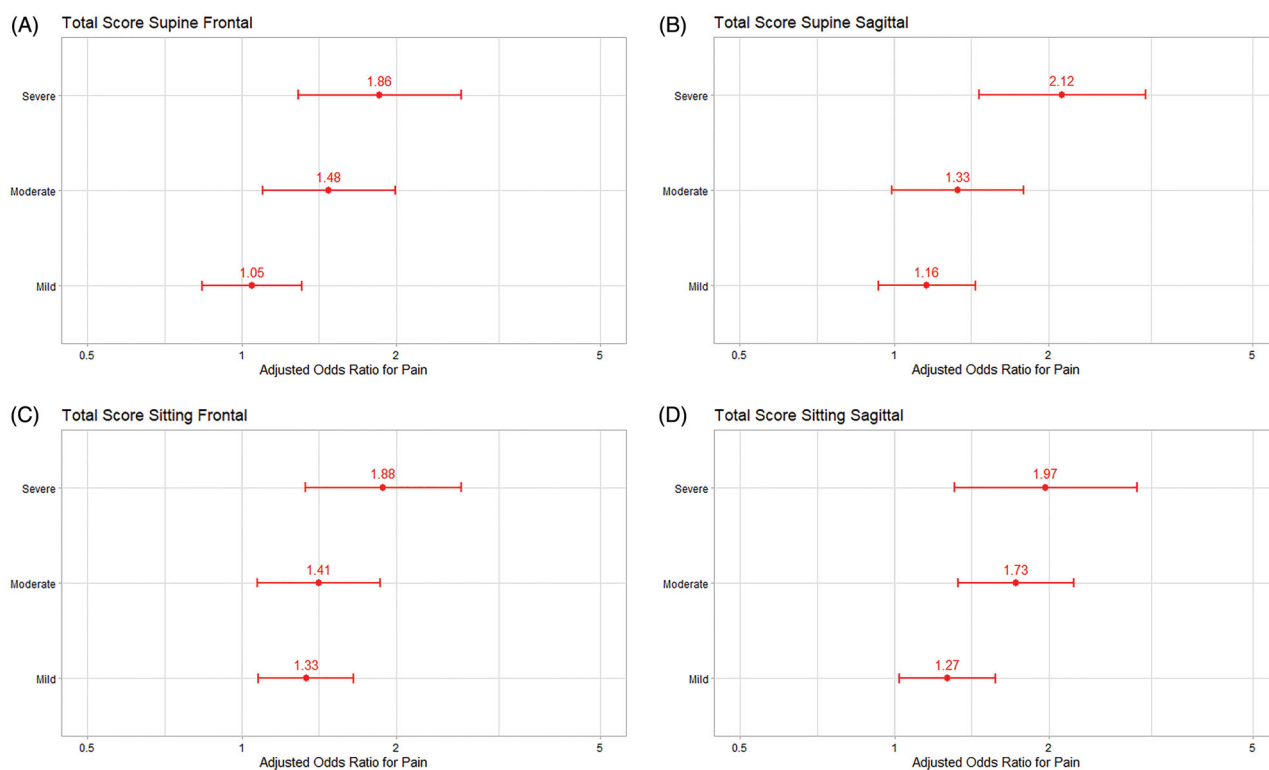 (A) Total Score Supine Frontal
Severe 1.86
Moderate 1.48
Mild 1.05
0.5 1 2 5
Adjusted Odds Ratio for Pain
(B) Total Score Supine Sagittal
Severe 2.12
Moderate 1.33
Mild 1.16
0.5 1 2 5
Adjusted Odds Ratio for Pain
(C) Total Score Sitting Frontal
Severe 1.88
Moderate 1.41
Mild 1.33
0.5 1 2 5
Adjusted Odds Ratio for Pain
(D) Total Score Sitting Sagittal
Severe 1.97
Moderate 1.73
Mild 1.27
0.5 1 2 5
Adjusted Odds Ratio for Pain